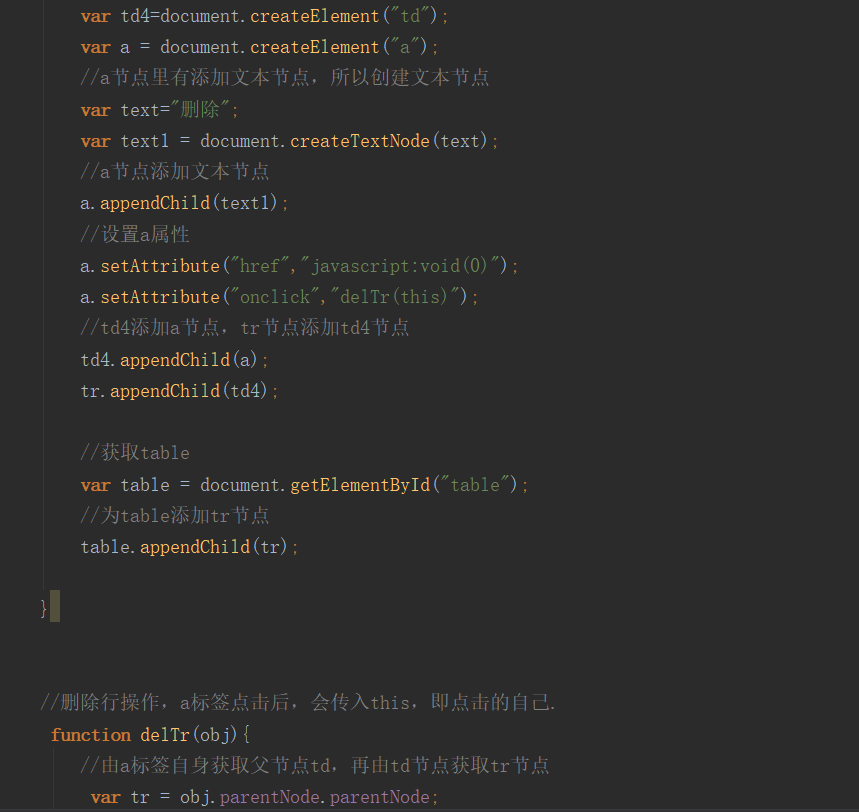 var td4=document.createElement("td");
var a = document.createElement("a");
//a节点里有添加文本节点，所以创建文本节点
var text="删除";
var text1 = document.createTextNode(text);
//a节点添加文本节点
a.appendChild(text1);
//设置a属性
a.setAttribute("href","javascript:void(0)");
a.setAttribute("onclick","delTr(this)");
//td4添加a节点，tr节点添加td4节点
td4.appendChild(a);
tr.appendChild(td4);
//获取table
var table = document.getElementById("table");
//为table添加tr节点
table.appendChild(tr);
}
//删除行操作，a标签点击后，会传入this，即点击的自己.
function delTr(obj){
//由a标签自身获取父节点td，再由td节点获取tr节点
var tr = obj.parentNode.parentNode;